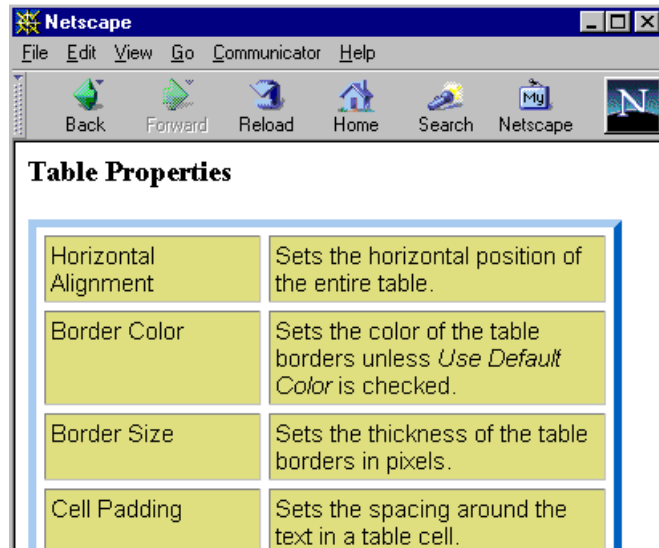 Netscape
File Edit View Go Communicator Help
My
N
Back Forward Reload Home Search Netscape
Table Properties
Horizontal
Alignment
Sets the horizontal position of
the entire table.
Border Color
Sets the color of the table
borders unless Use Default
Color is checked.
Border Size
Sets the thickness of the table
borders in pixels.
Cell Padding
Sets the spacing around the
text in a table cell.